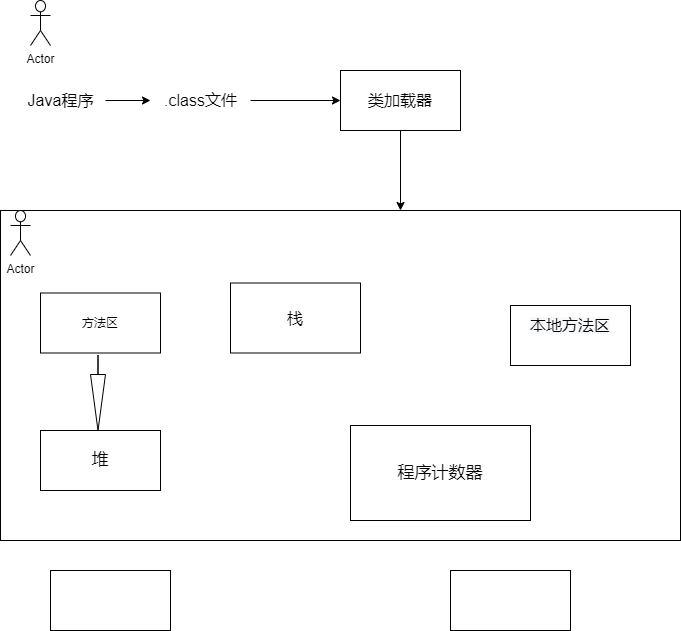 Actor
Java程序
.class文件
类加载器
Actor
方法区
栈
本地方法区
堆
程序计数器